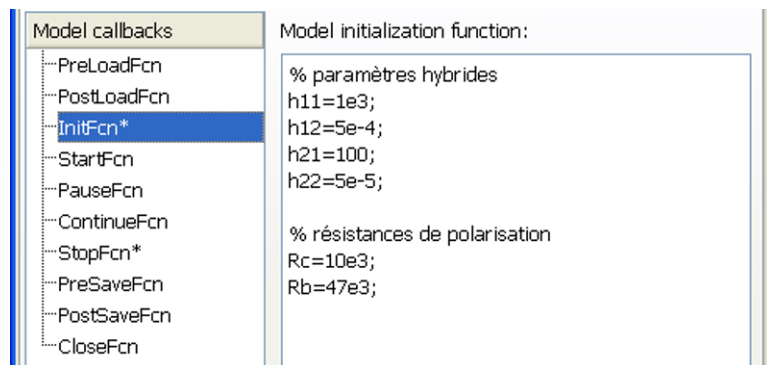 Model callbacks
PreLoadFcn
PostLoadFcn
InitFcn*
StartFcn
PauseFcn
ContinueFcn
StopFcn*
PreSaveFcn
PostSaveFcn
CloseFcn
Model initialization function:
% paramètres hybrides
h11=1e3;
h12=5e-4;
h21=100;
h22=5e-5;
% résistances de polarisation
Rc=10e3;
Rb=47e3;